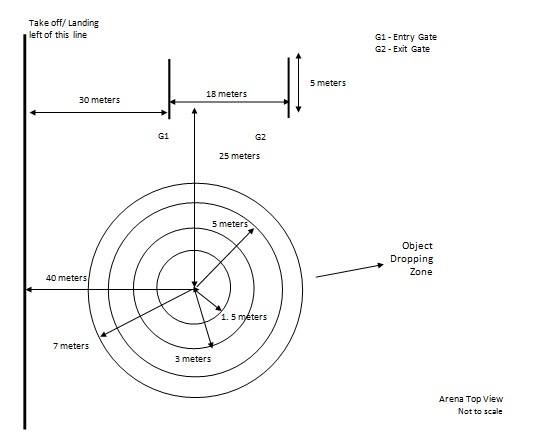 Take off/ Landing
left of this line
G1 - Entry Gate
G2 - Exit Gate
5 meters
18 meters
30 meters
G1
G2
25 meters
5 meters
Object
Dropping
Zone
40 meters
1. 5 meters
7 meters
3 meters
Arena Top View
Not to scale